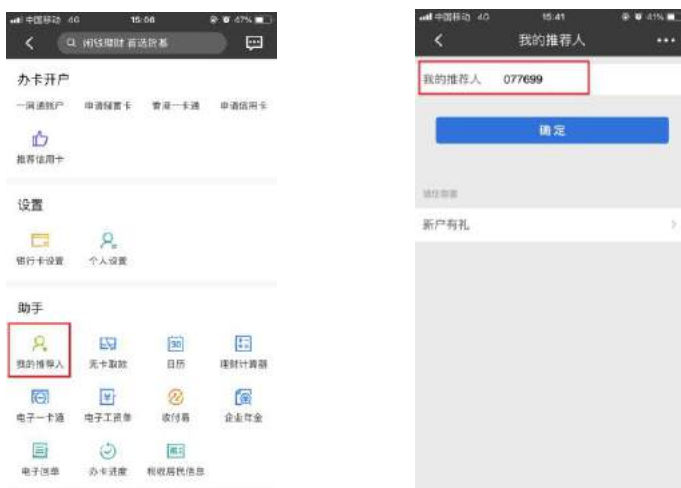 中国移动 4G 15:06 47%
闲钱理财 首选货基
办卡开户
一网通账户 申请储蓄卡 香港一卡通 申请信用卡
推荐信用卡
设置
银行卡设置 个人设置
助手
我的推荐人 无卡取款 日历 理财计算器
电子一卡通 电子工资单 收付易 企业年金
电子回单 办卡进度 税收居民信息
中国移动 4G 15:41 41%
我的推荐人
我的推荐人 077699
确定
新户有礼